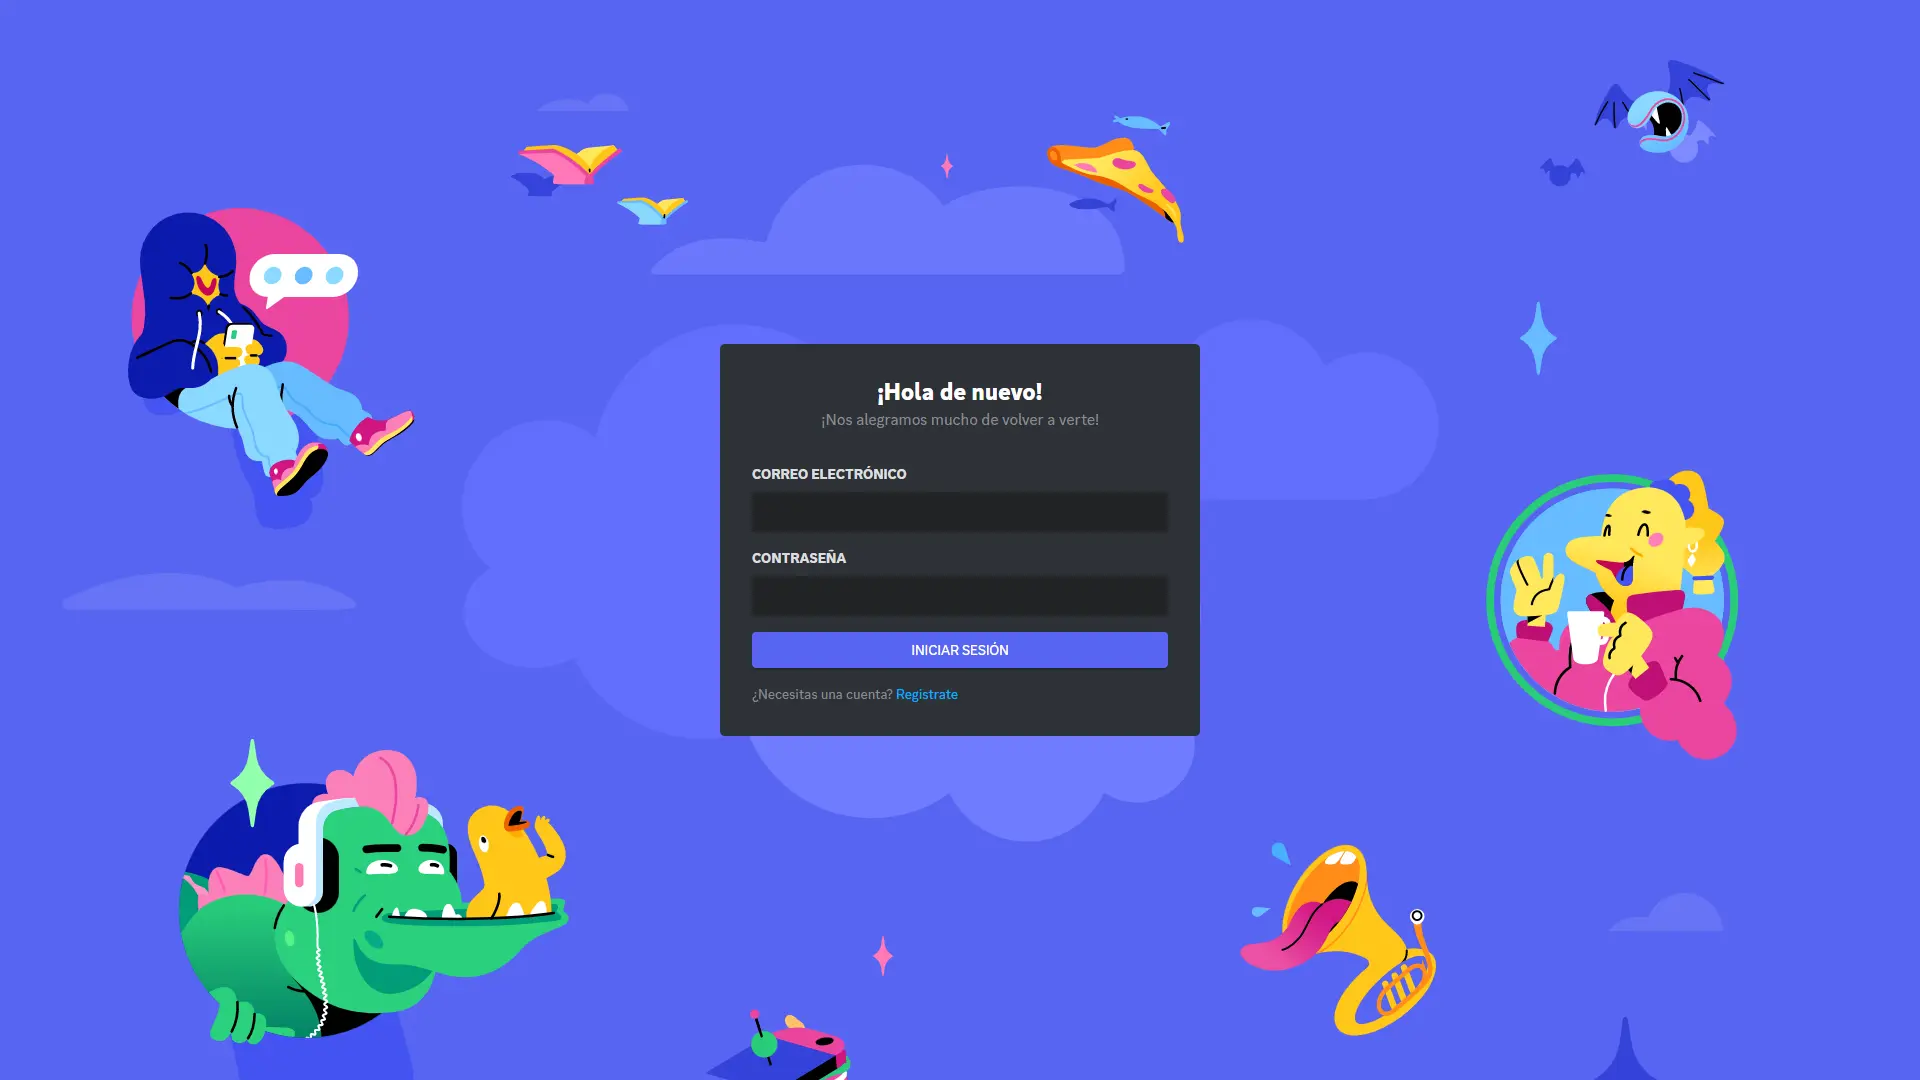 ¡Hola de nuevo!
¡Nos alegramos mucho de volver a verte!
CORREO ELECTRÓNICO
CONTRASEÑA
INICIAR SESIÓN
¿Necesitas una cuenta? Registrate